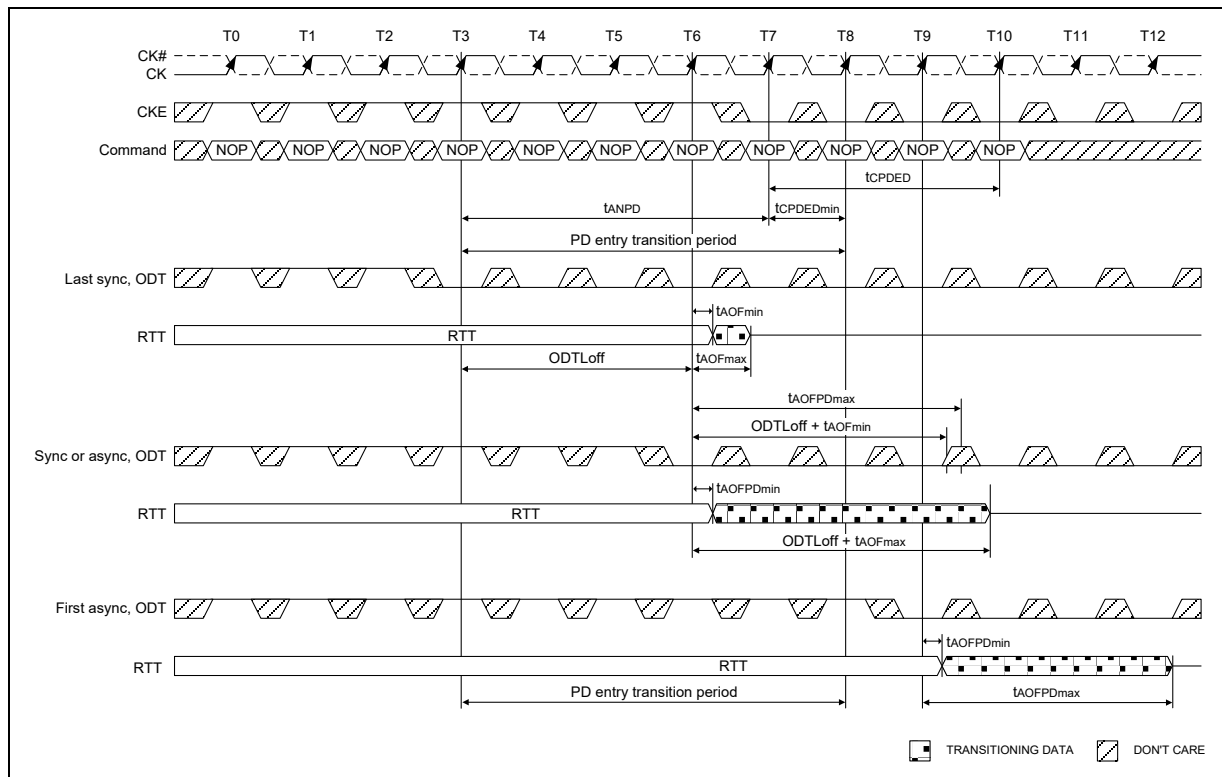 T0 T1 T2 T3 T4 T5 T6 T7 T8 T9 T10 T11 T12
CK#
CK
CKE
Command NOP NOP NOP NOP NOP NOP NOP NOP NOP NOP NOP
tCPDED
tANPD tCPDEDmin
PD entry transition period
Last sync, ODT
tAOFmin
RTT RTT
ODTLoff tAOFmax
tAOFPDmax
ODTLoff + tAOFmin
Sync or async, ODT
tAOFPDmin
RTT RTT
ODTLoff + tAOFmax
First async, ODT
tAOFPDmin
RTT RTT
PD entry transition period tAOFPDmax
TRANSITIONING DATA DON'T CARE